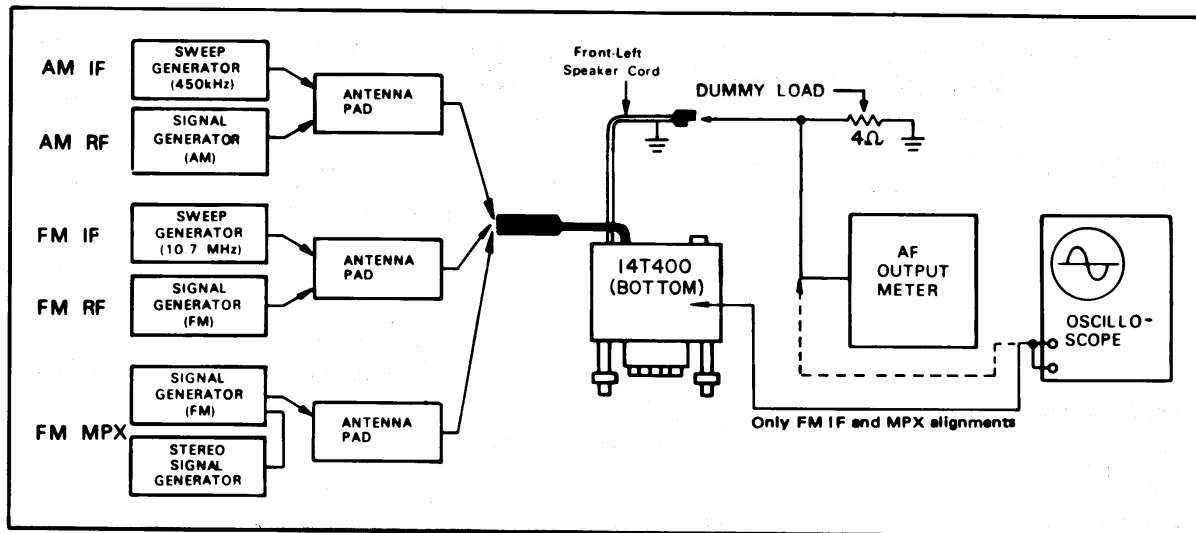 AM IF
SWEEP
GENERATOR
(450kHz)
AM RF
SIGNAL
GENERATOR
(AM)
ANTENNA
PAD
FM IF
SWEEP
GENERATOR
(10 7 MHz)
FM RF
SIGNAL
GENERATOR
(FM)
ANTENNA
PAD
FM MPX
SIGNAL
GENERATOR
(FM)
STEREO
SIGNAL
GENERATOR
ANTENNA
PAD
Front-Left
Speaker Cord
DUMMY LOAD
4Ω
14T400
(BOTTOM)
AF
OUTPUT
METER
OSCILLO-
SCOPE
Only FM IF and MPX alignments